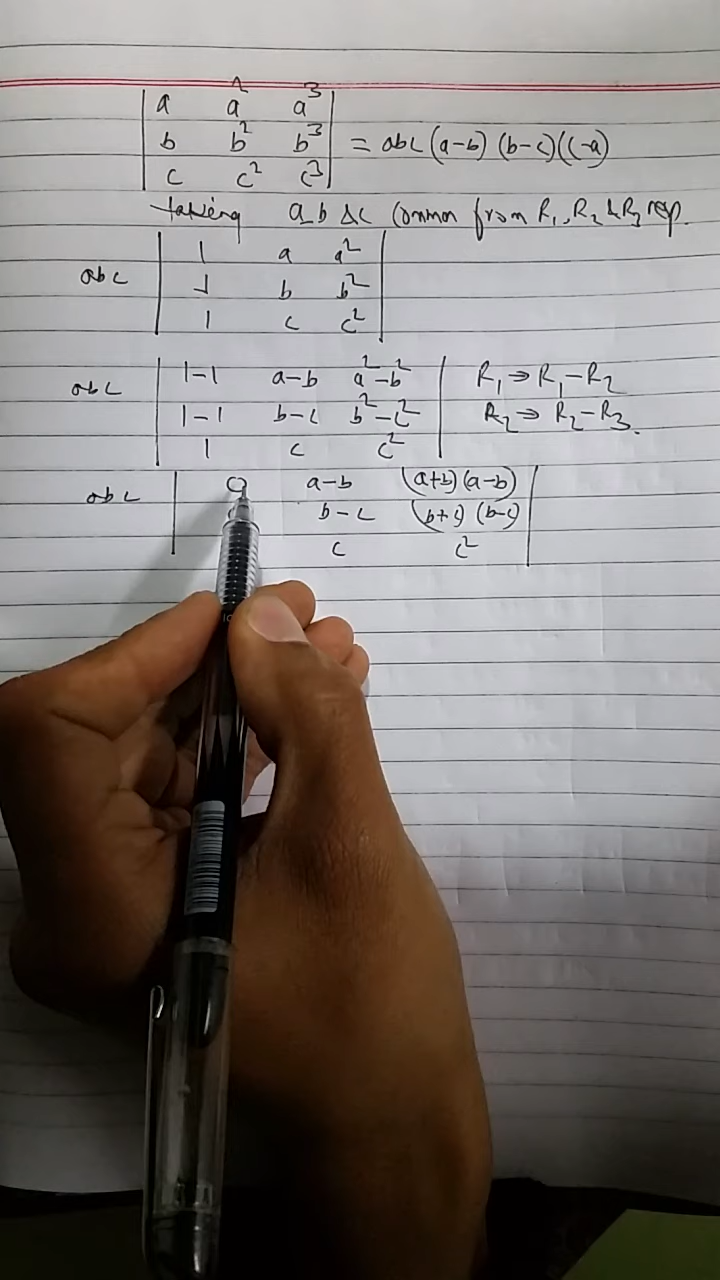 | a a² a³ |
| b b² b³ | = abc (a-b) (b-c)(c-a)
| c c² c³ |
taking a b &c common from R₁, R₂ & R₃ resp.
| 1 a a² |
abc | 1 b b² |
| 1 c c² |
abc | 1-1 a-b a²-b² | R₁→R₁-R₂
| 1-1 b-c b²-c² | R₂→ R₂-R₃.
| 1 c c² |
abc | 0 a-b (a+b)(a-b) |
| b-c (b+c) (b-c) |
| c c² |